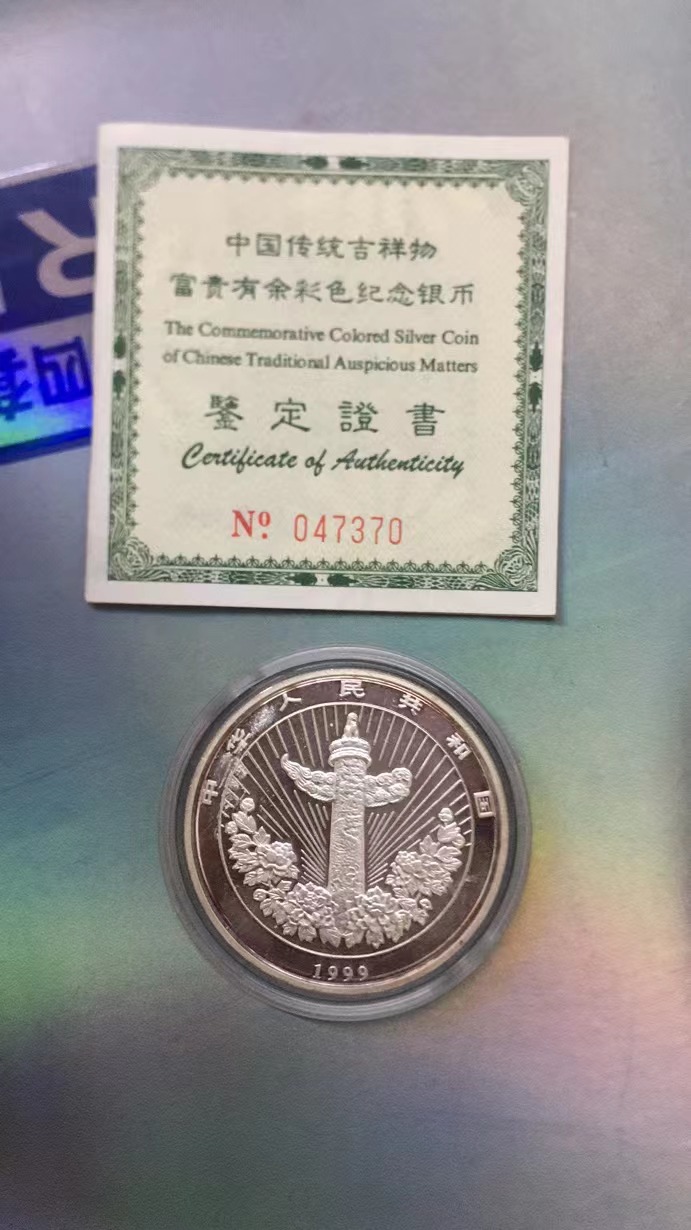 中国传统吉祥物
富贵有余彩色纪念银币
The Commemorative Colored Silver Coin
of Chinese Traditional Auspicious Matters
鑒定證書
Certificate of Authenticity
Nº 047370
中华人民共和国
1999
R
四套